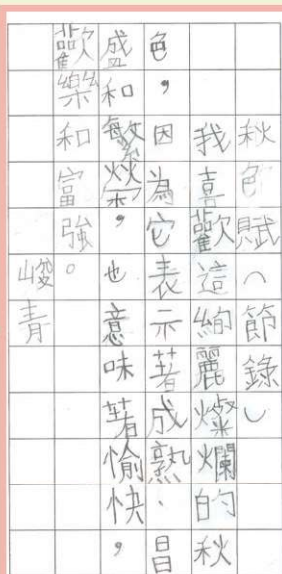 秋色賦（節錄）
我喜歡這絢麗燦爛的秋
色，因為它表示著成熟、昌
盛和繁榮，也意味著愉快，
歡樂和富強。
峻青